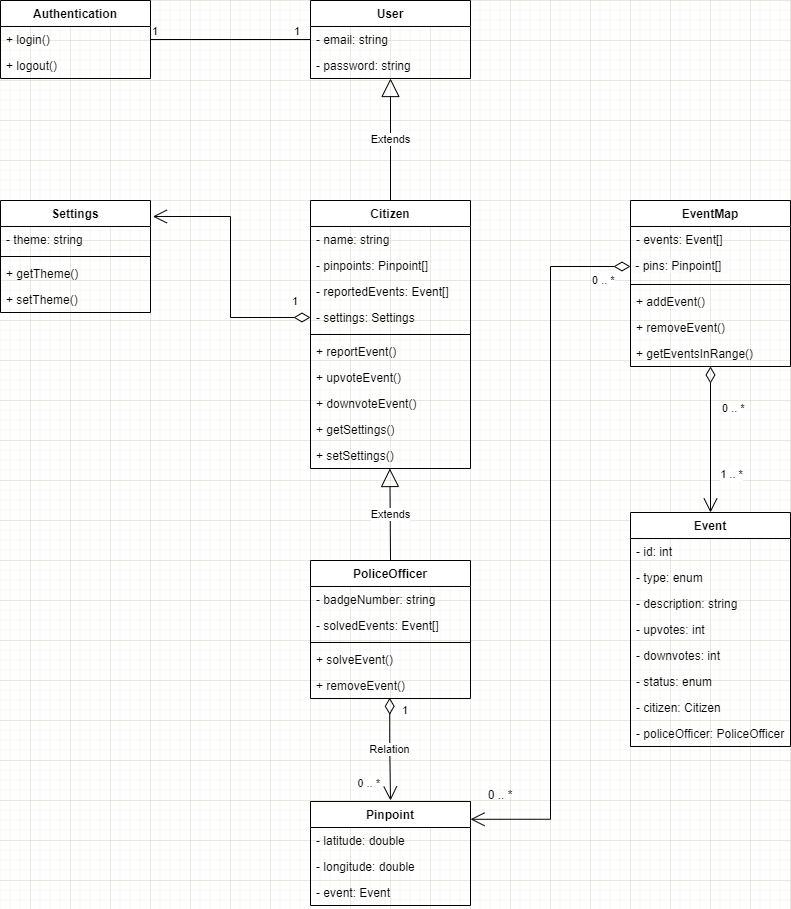 Authentication
+ login()
+ logout()
1
1
User
- email: string
- password: string
Extends
Settings
- theme: string
+ getTheme()
+ setTheme()
1
Citizen
- name: string
- pinpoints: Pinpoint[]
- reportedEvents: Event[]
- settings: Settings
+ reportEvent()
+ upvoteEvent()
+ downvoteEvent()
+ getSettings()
+ setSettings()
EventMap
- events: Event[]
- pins: Pinpoint[]
+ addEvent()
+ removeEvent()
+ getEventsInRange()
0 .. *
0 .. *
1 .. *
Extends
PoliceOfficer
- badgeNumber: string
- solvedEvents: Event[]
+ solveEvent()
+ removeEvent()
Event
- id: int
- type: enum
- description: string
- upvotes: int
- downvotes: int
- status: enum
- citizen: Citizen
- policeOfficer: PoliceOfficer
1
Relation
0 .. *
0 .. *
Pinpoint
- latitude: double
- longitude: double
- event: Event